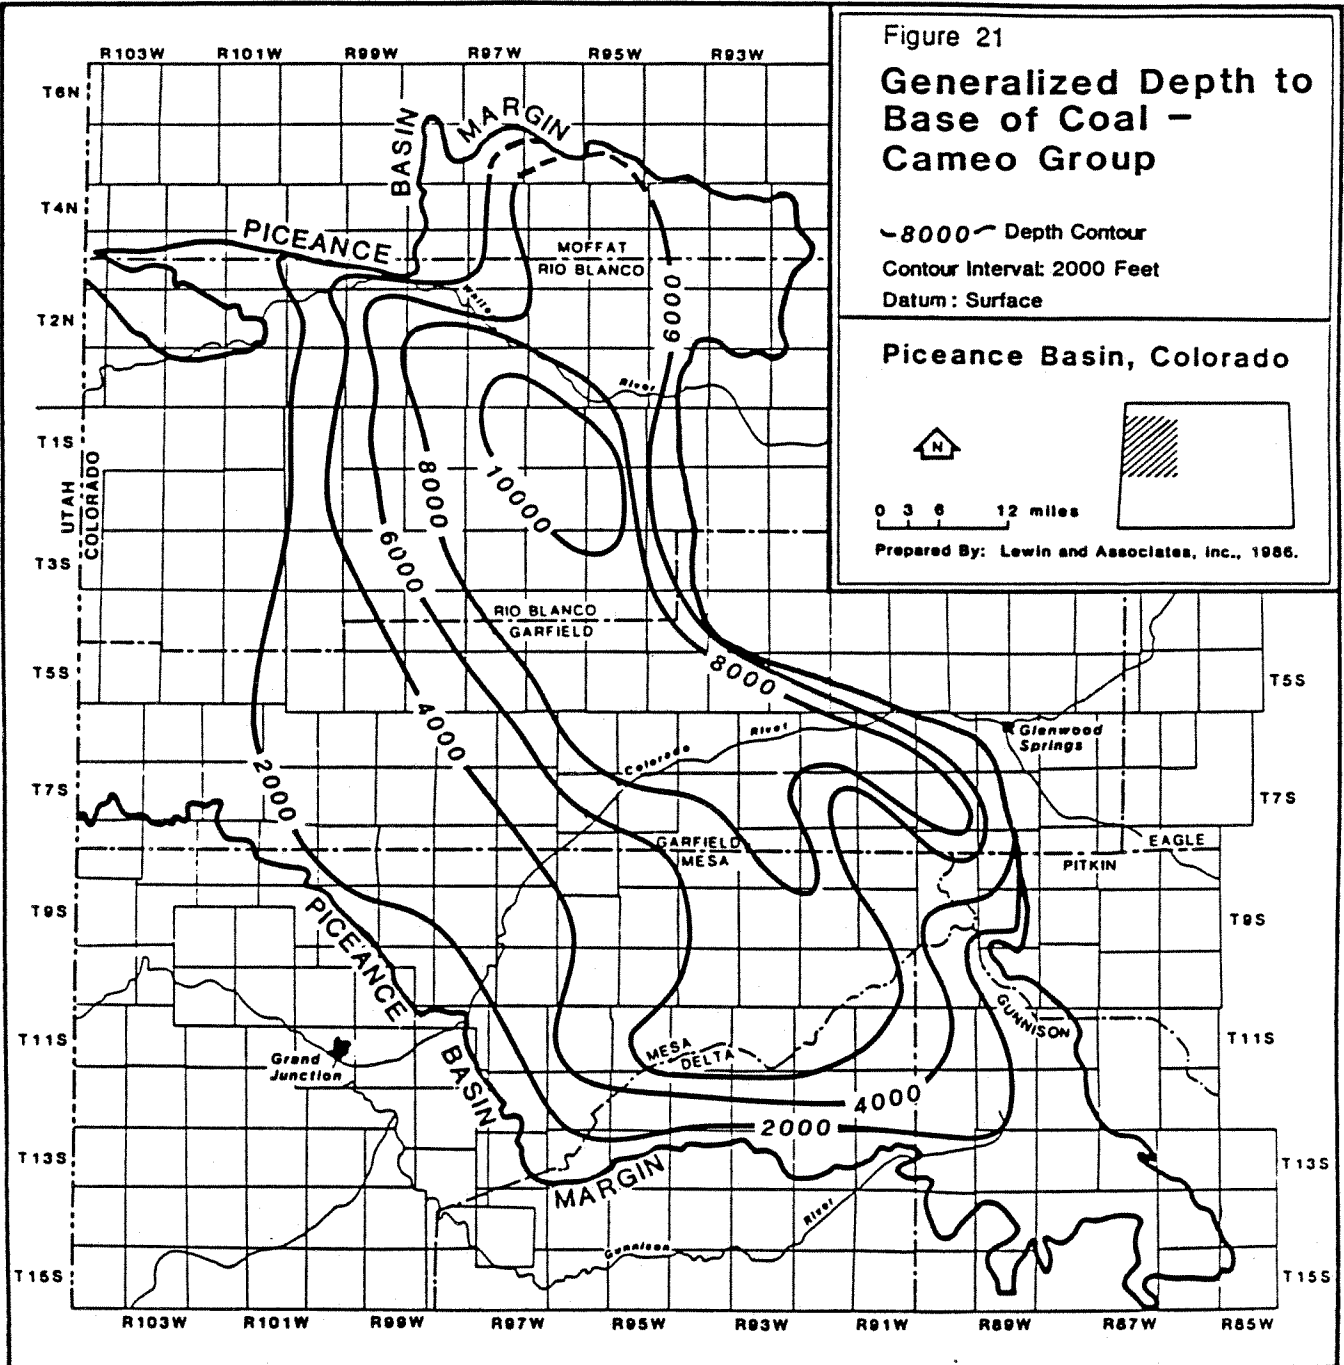 Figure 21
Generalized Depth to
Base of Coal –
Cameo Group
8000 Depth Contour
Contour Interval: 2000 Feet
Datum : Surface
Piceance Basin, Colorado
N
0 3 6 12 miles
Prepared By: Lewin and Associates, Inc., 1986.
R103W R101W R99W R97W R95W R93W
T6N
T4N
T2N
T1S
T3S
T5S
T7S
T9S
T11S
T13S
T15S
BASIN MARGIN
PICEANCE
MOFFAT
RIO BLANCO
White
River
6000
UTAH
COLORADO
8000
10000
6000
RIO BLANCO
GARFIELD
8000
4000
2000
Colorado River
Glenwood
Springs
GARFIELD
MESA
EAGLE
PITKIN
PICEANCE
BASIN
MARGIN
GUNNISON
MESA
DELTA
Grand
Junction
4000
2000
River
Gunnison
T5S
T7S
T9S
T11S
T13S
T15S
R103W R101W R99W R97W R95W R93W R91W R89W R87W R85W